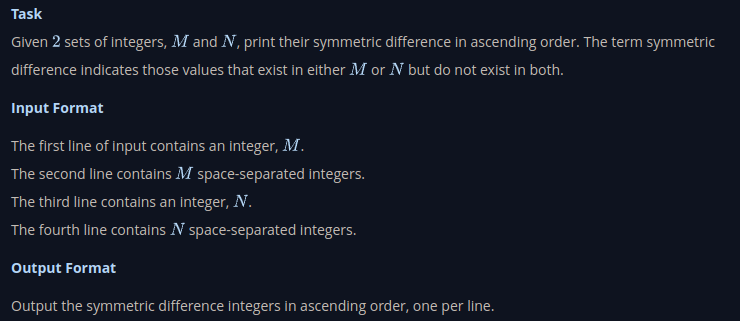 Task
Given 2 sets of integers, M and N, print their symmetric difference in ascending order. The term symmetric
difference indicates those values that exist in either M or N but do not exist in both.
Input Format
The first line of input contains an integer, M.
The second line contains M space-separated integers.
The third line contains an integer, N.
The fourth line contains N space-separated integers.
Output Format
Output the symmetric difference integers in ascending order, one per line.